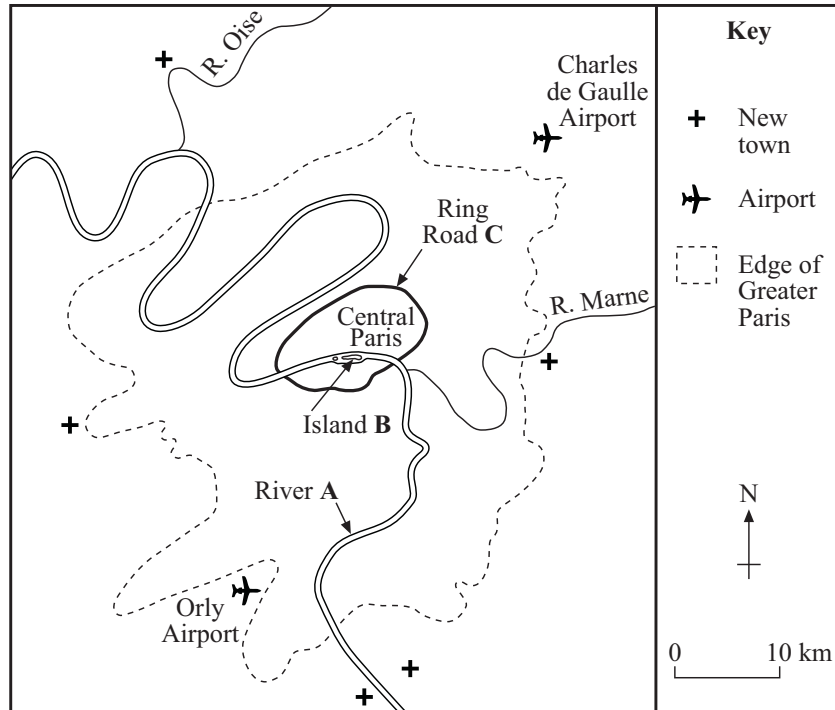 R. Oise
Charles
de Gaulle
Airport
Ring
Road C
R. Marne
Central
Paris
Island B
River A
Orly
Airport
Key
New
town
Airport
Edge of
Greater
Paris
N
0
10 km